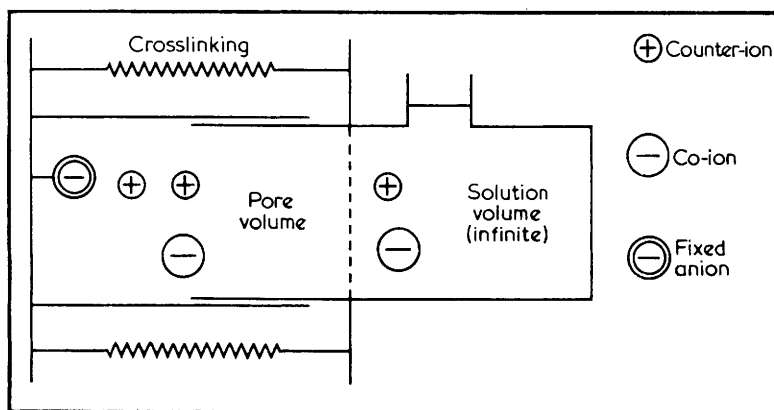 Crosslinking
Pore
volume
Solution
volume
(infinite)
Counter-ion
Co-ion
Fixed
anion